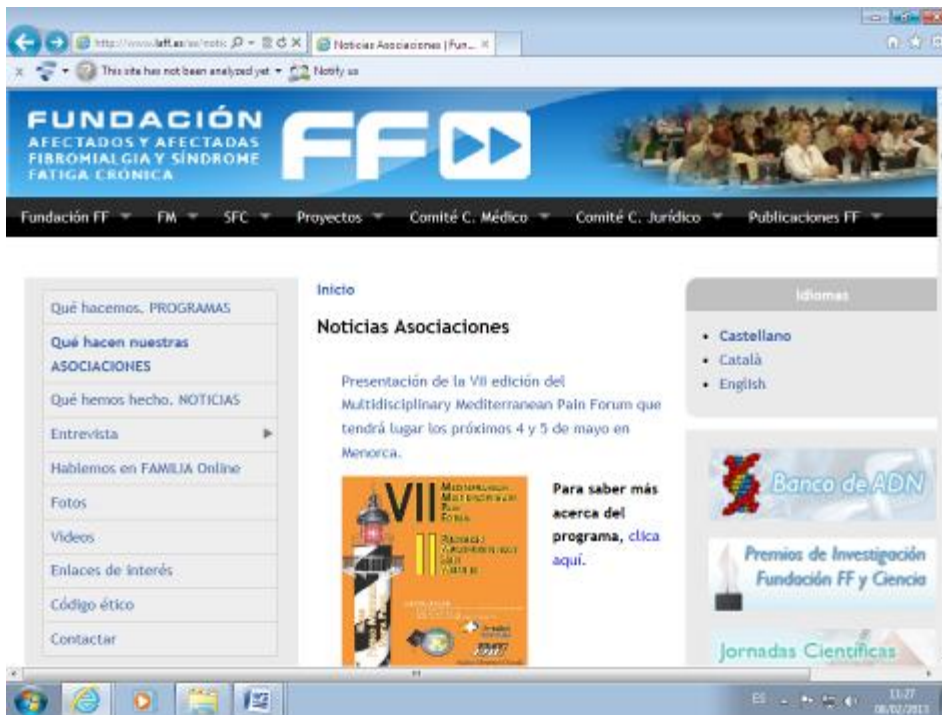 Noticias Asociaciones | Fun...
This site has not been analyzed yet
Notify us
FUNDACIÓN
AFECTADOS Y AFECTADAS
FIBROMIALGIA Y SÍNDROME
FATIGA CRÓNICA
FF
Fundación FF FM SFC Proyectos Comité C. Médico Comité C. Jurídico Publicaciones FF
Qué hacemos, PROGRAMAS
Qué hacen nuestras
ASOCIACIONES
Qué hemos hecho, NOTICIAS
Entrevista
Hablemos en FAMILIA Online
Fotos
Videos
Enlaces de interés
Código ético
Contactar
Inicio
Noticias Asociaciones
Presentación de la VII edición del
Multidisciplinary Mediterranean Pain Forum que
tendrá lugar los próximos 4 y 5 de mayo en
Menorca.
VII
II
Para saber más
acerca del
programa, clica
aquí.
Idiomas
Castellano
Català
English
Banco de ADN
Premios de Investigación
Fundación FF y Ciencia
Jornadas Científicas
ES
11:27
08/02/2013